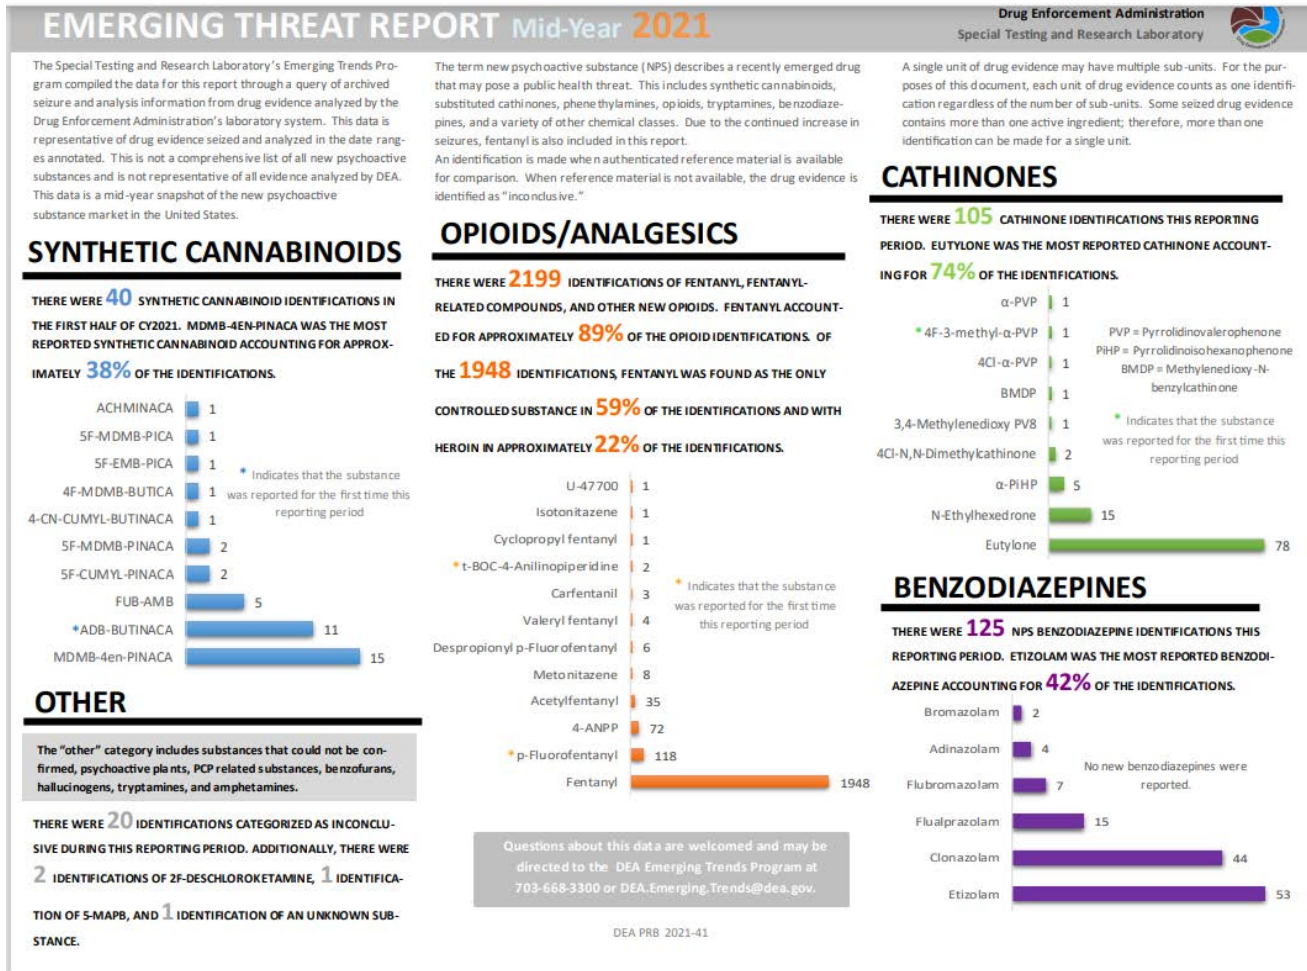 EMERGING THREAT REPORT Mid-Year 2021
Drug Enforcement Administration
Special Testing and Research Laboratory
The Special Testing and Research Laboratory's Emerging Trends Pro-
gram compiled the data for this report through a query of archived
seizure and analysis information from drug evidence analyzed by the
Drug Enforcement Administration's laboratory system. This data is
representative of drug evidence seized and analyzed in the date rang-
es annotated. This is not a comprehensive list of all new psychoactive
substances and is not representative of all evidence analyzed by DEA.
This data is a mid-year snapshot of the new psychoactive
substance market in the United States.
SYNTHETIC CANNABINOIDS
THERE WERE 40 SYNTHETIC CANNABINOID IDENTIFICATIONS IN
THE FIRST HALF OF CY2021. MDMB-4EN-PINACA WAS THE MOST
REPORTED SYNTHETIC CANNABINOID ACCOUNTING FOR APPROX-
IMATELY 38% OF THE IDENTIFICATIONS.
ACHMINACA 1
5F-MDMB-PICA 1
5F-EMB-PICA 1
4F-MDMB-BUTICA 1
4-CN-CUMYL-BUTINACA 1
5F-MDMB-PINACA 2
5F-CUMYL-PINACA 2
FUB-AMB 5
*ADB-BUTINACA 11
MDMB-4en-PINACA 15
* Indicates that the substance
was reported for the first time this
reporting period
OTHER
The "other" category includes substances that could not be con-
firmed, psychoactive plants, PCP related substances, benzofurans,
hallucinogens, tryptamines, and amphetamines.
THERE WERE 20 IDENTIFICATIONS CATEGORIZED AS INCONCLU-
SIVE DURING THIS REPORTING PERIOD. ADDITIONALLY, THERE WERE
2 IDENTIFICATIONS OF 2F-DESCHLOROKETAMINE, 1 IDENTIFICA-
TION OF 5-MAPB, AND 1 IDENTIFICATION OF AN UNKNOWN SUB-
STANCE.
The term new psychoactive substance (NPS) describes a recently emerged drug
that may pose a public health threat. This includes synthetic cannabinoids,
substituted cathinones, phenethylamines, opioids, tryptamines, benzodiaze-
pines, and a variety of other chemical classes. Due to the continued increase in
seizures, fentanyl is also included in this report.
An identification is made when authenticated reference material is available
for comparison. When reference material is not available, the drug evidence is
identified as "inconclusive."
OPIOIDS/ANALGESICS
THERE WERE 2199 IDENTIFICATIONS OF FENTANYL, FENTANYL-
RELATED COMPOUNDS, AND OTHER NEW OPIOIDS. FENTANYL ACCOUNT-
ED FOR APPROXIMATELY 89% OF THE OPIOID IDENTIFICATIONS. OF
THE 1948 IDENTIFICATIONS, FENTANYL WAS FOUND AS THE ONLY
CONTROLLED SUBSTANCE IN 59% OF THE IDENTIFICATIONS AND WITH
HEROIN IN APPROXIMATELY 22% OF THE IDENTIFICATIONS.
U-47700 1
Isotonitazene 1
Cyclopropyl fentanyl 1
*t-BOC-4-Anilinopiperidine 2
Carfentanil 3
Valeryl fentanyl 4
Despropionyl p-Fluorofentanyl 6
Metonitazene 8
Acetylfentanyl 35
4-ANPP 72
*p-Fluorofentanyl 118
Fentanyl 1948
* Indicates that the substance
was reported for the first time
this reporting period
Questions about this data are welcomed and may be
directed to the DEA Emerging Trends Program at
703-668-3300 or DEA.Emerging.Trends@dea.gov.
DEA PRB 2021-41
A single unit of drug evidence may have multiple sub-units. For the pur-
poses of this document, each unit of drug evidence counts as one identifi-
cation regardless of the number of sub-units. Some seized drug evidence
contains more than one active ingredient; therefore, more than one
identification can be made for a single unit.
CATHINONES
THERE WERE 105 CATHINONE IDENTIFICATIONS THIS REPORTING
PERIOD. EUTYLONE WAS THE MOST REPORTED CATHINONE ACCOUNT-
ING FOR 74% OF THE IDENTIFICATIONS.
α-PVP 1
* 4F-3-methyl-α-PVP 1
4Cl-α-PVP 1
BMDP 1
3,4-Methylenedioxy PV8 1
4Cl-N,N-Dimethylcathinone 2
α-PiHP 5
N-Ethylhexedrone 15
Eutylone 78
PVP = Pyrrolidinovalerophenone
PiHP = Pyrrolidinoisohexanophenone
BMDP = Methylenedioxy-N-
benzylcathinone
* Indicates that the substance
was reported for the first time this
reporting period
BENZODIAZEPINES
THERE WERE 125 NPS BENZODIAZEPINE IDENTIFICATIONS THIS
REPORTING PERIOD. ETIZOLAM WAS THE MOST REPORTED BENZODI-
AZEPINE ACCOUNTING FOR 42% OF THE IDENTIFICATIONS.
Bromazolam 2
Adinazolam 4
Flubromazolam 7
Flualprazolam 15
Clonazolam 44
Etizolam 53
No new benzodiazepines were
reported.